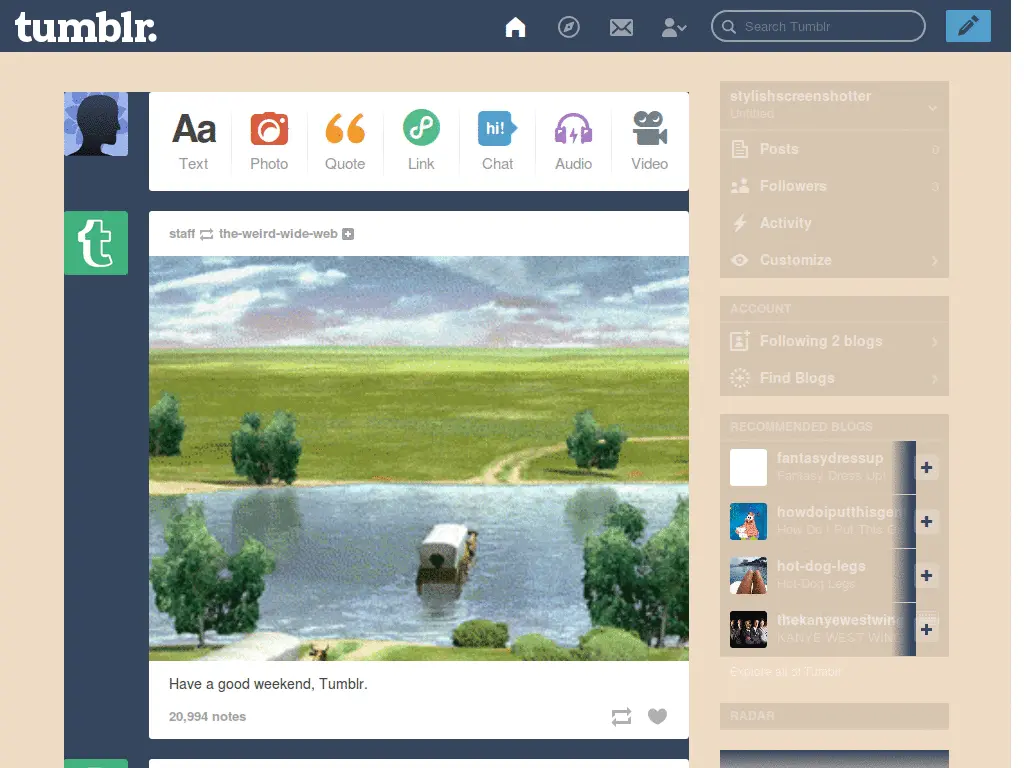 tumblr.
Search Tumblr
Aa
hi!
Text
Photo
Quote
Link
Chat
Audio
Video
staff the-weird-wide-web
Have a good weekend, Tumblr.
20,994 notes
stylishscreenshotter
Untitled
Posts
Followers 3
Activity
Customize
ACCOUNT
Following 2 blogs
Find Blogs
RECOMMENDED BLOGS
fantasydressup
Fantasy Dress Up!
howdoiputthisgen
How Do I Put This G
hot-dog-legs
Hot-Dog Legs
thekanyewestwing
KANYE WEST WING
Explore all of Tumblr
RADAR